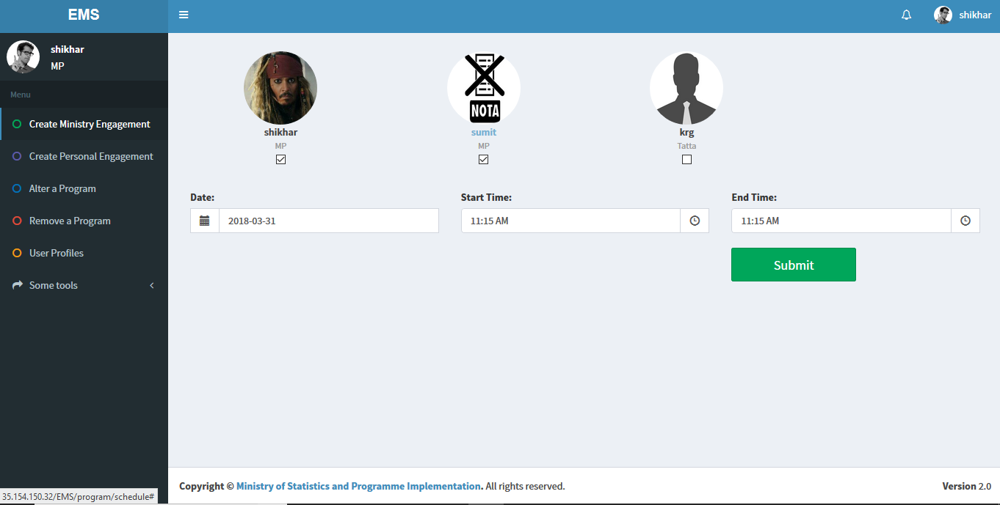 EMS
shikhar
shikhar
MP
Menu
Create Ministry Engagement
Create Personal Engagement
Alter a Program
Remove a Program
User Profiles
Some tools
NOTA
shikhar
MP
sumit
MP
krg
Tatta
Date:
Start Time:
End Time:
2018-03-31
11:15 AM
11:15 AM
Submit
Copyright © Ministry of Statistics and Programme Implementation. All rights reserved.
Version 2.0
35.154.150.32/EMS/program/schedule#